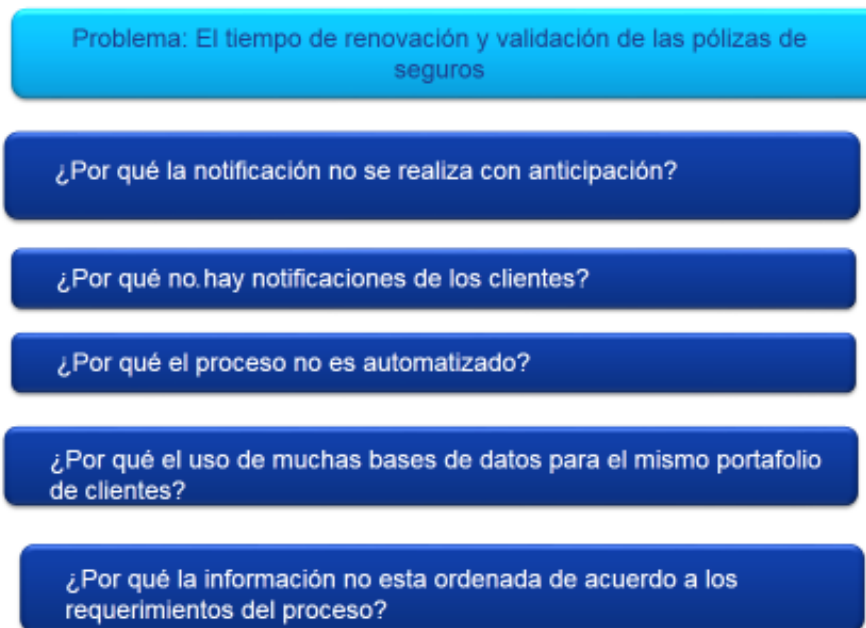 Problema: El tiempo de renovación y validación de las pólizas de
seguros
¿Por qué la notificación no se realiza con anticipación?
¿Por qué no.hay notificaciones de los clientes?
¿Por qué el proceso no es automatizado?
¿Por qué el uso de muchas bases de datos para el mismo portafolio
de clientes?
¿Por qué la información no esta ordenada de acuerdo a los
requerimientos del proceso?